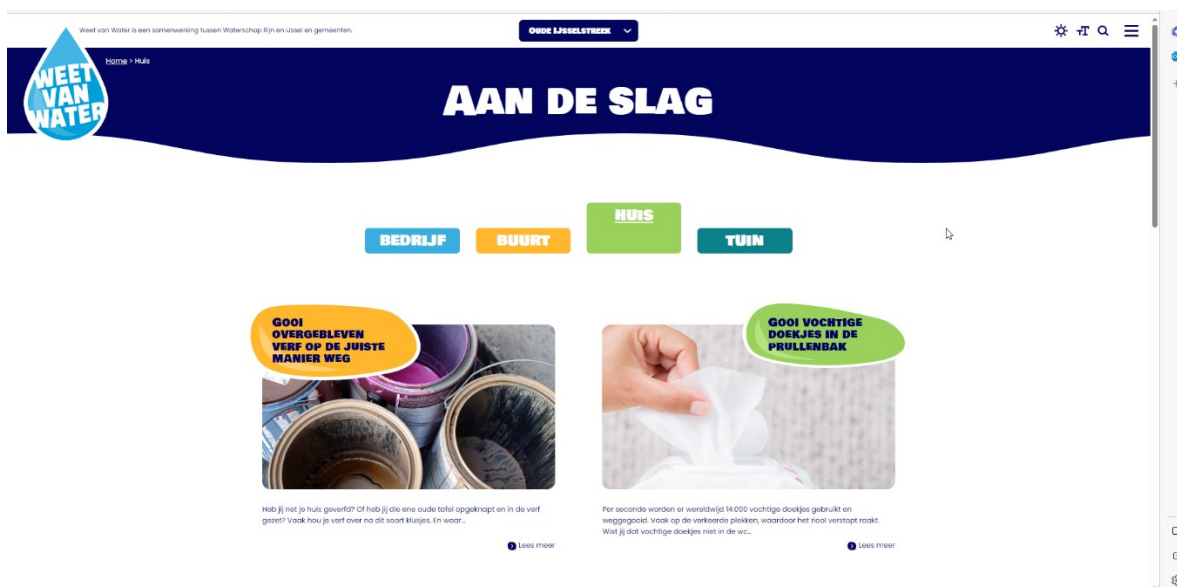 Weet van Water is een samenwerking tussen Waterschap Rijn en IJssel en gemeenten.
Oude IJsselstreek
WEET
VAN
WATER
Home > Huis
Aan de slag
BEDRIJF
BUURT
HUIS
TUIN
Gooi
overgebleven
verf op de juiste
manier weg
Gooi vochtige
doekjes in de
prullenbak
Heb jij net je huis geverfd? Of heb jij die ene oude tafel opgeknapt en in de verf
gezet? Vaak hou je verf over na dit soort klusjes. En waar...
Lees meer
Per seconde worden er wereldwijd 14.000 vochtige doekjes gebruikt en
weggegooid. Vaak op de verkeerde plekken, waardoor het riool verstopt raakt.
Wist jij dat vochtige doekjes niet in de wc...
Lees meer